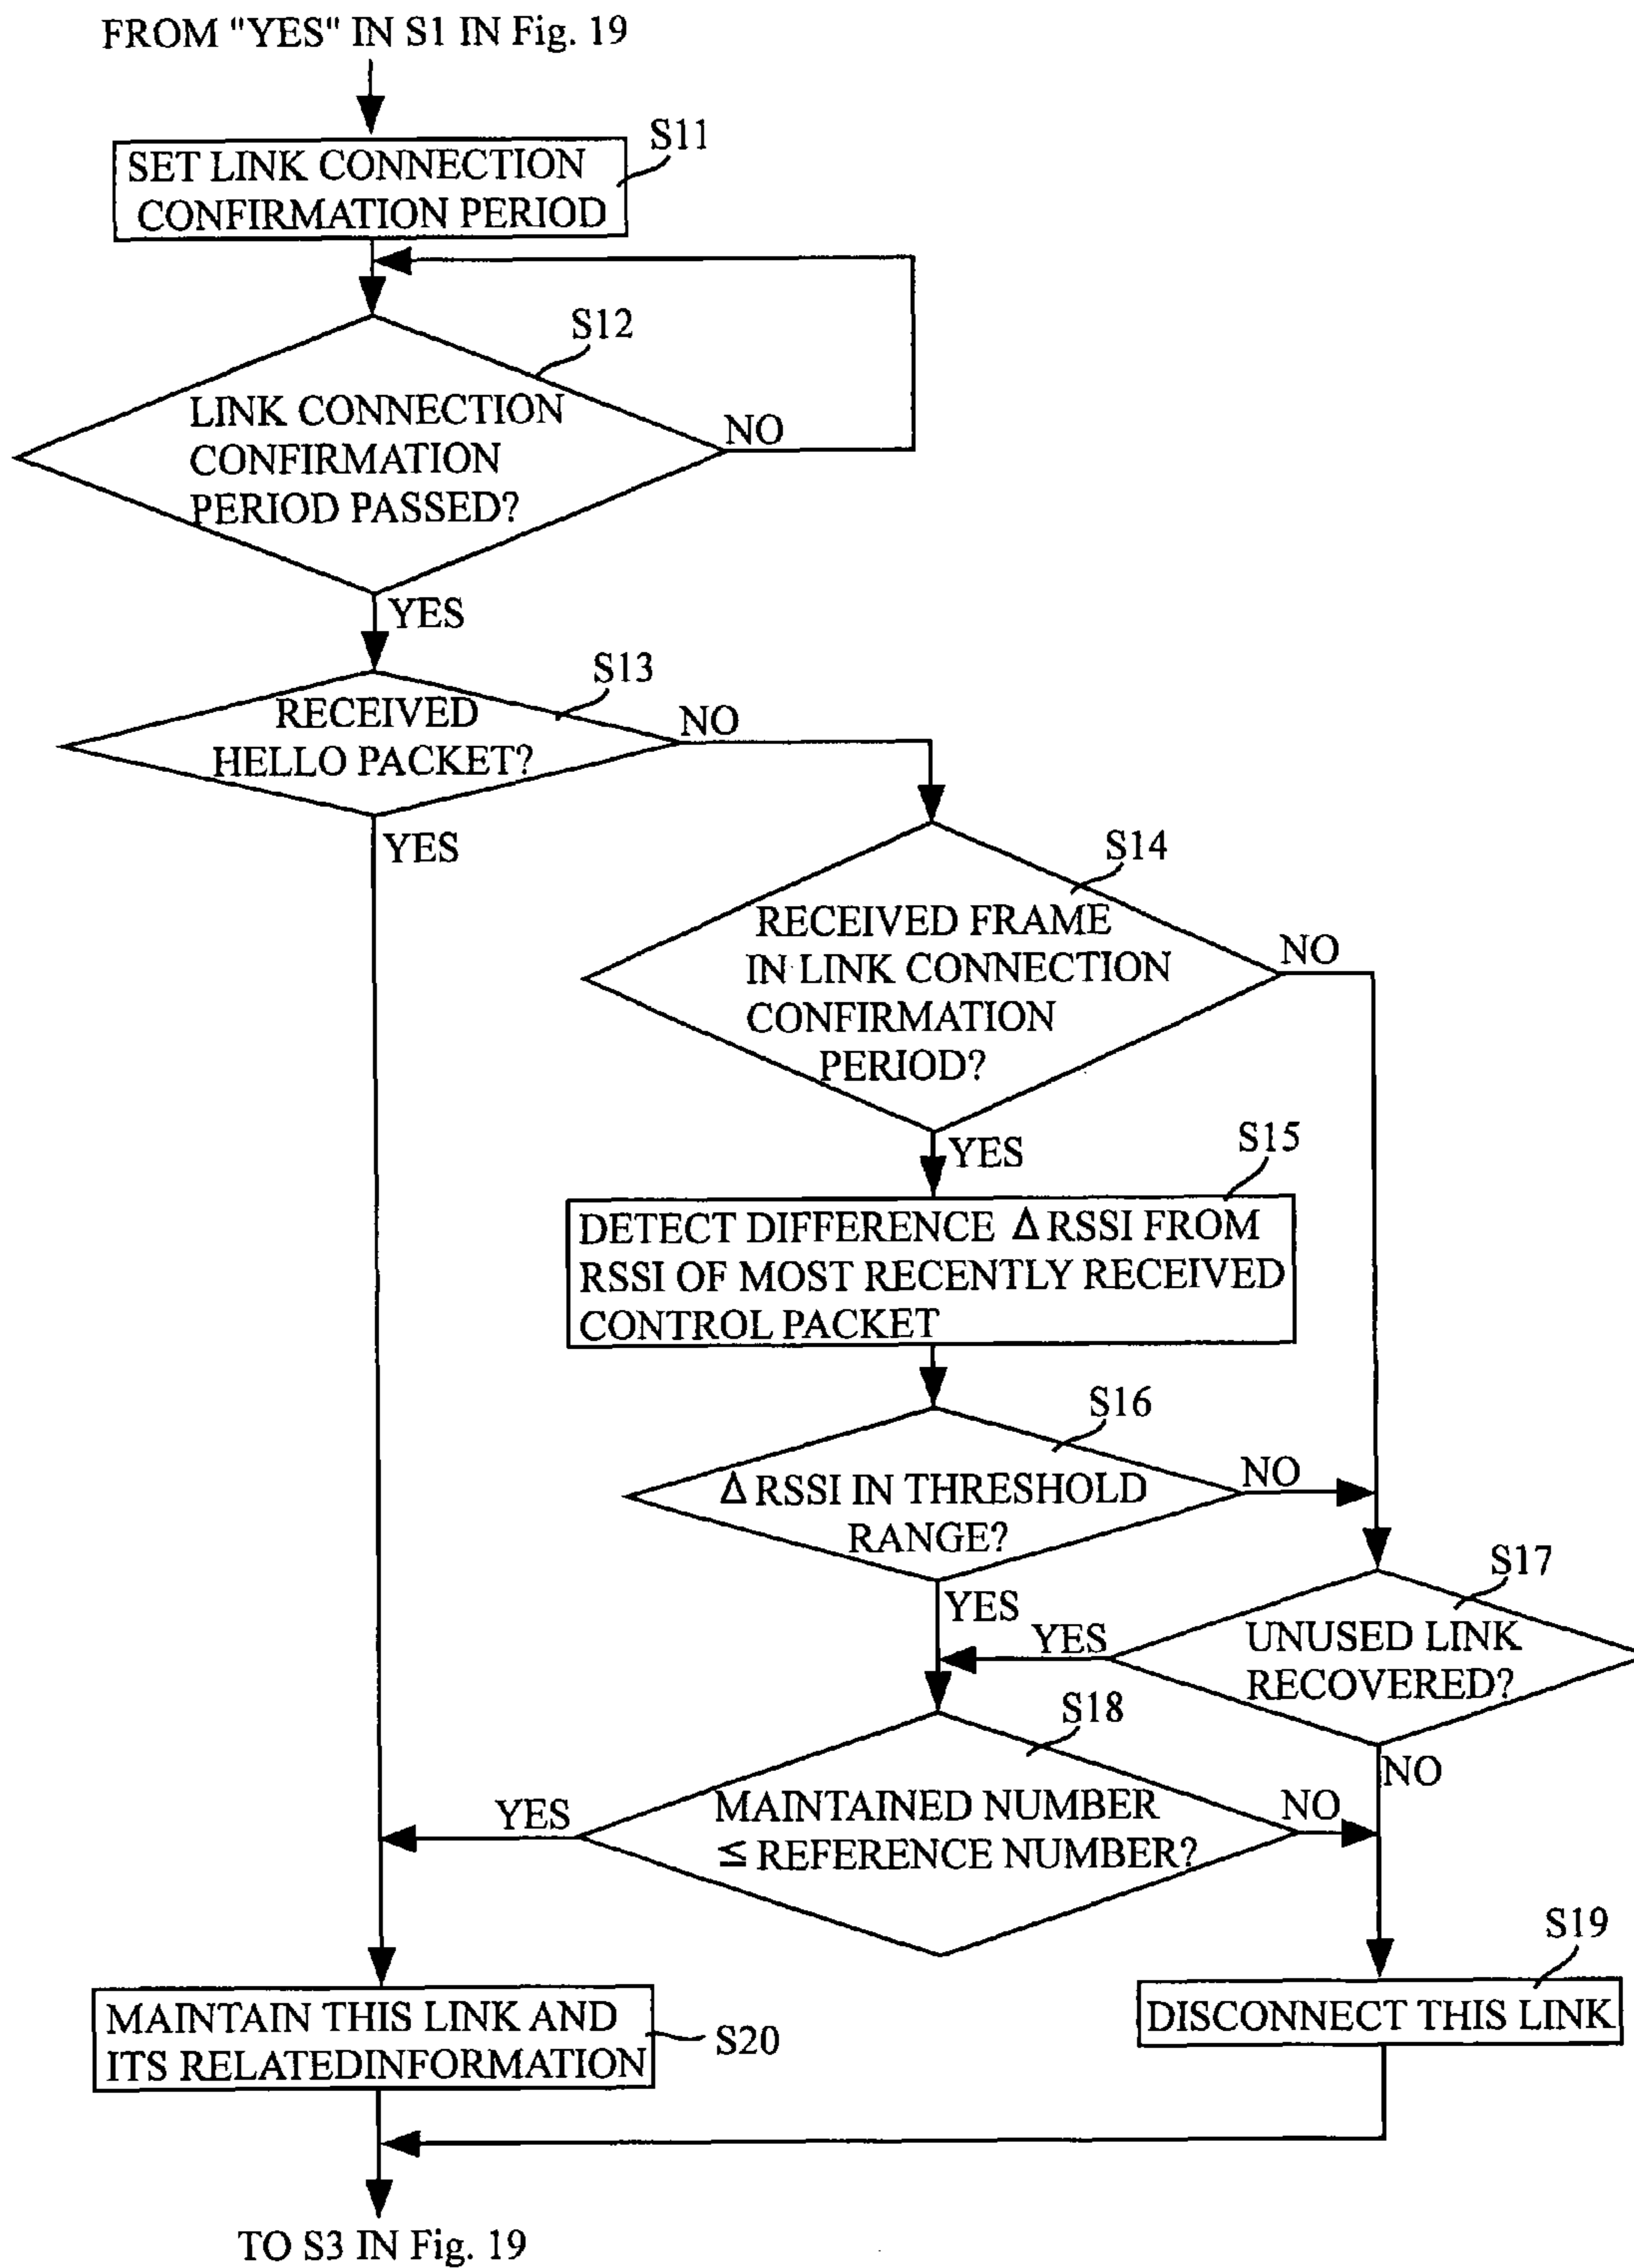 FROM "YES" IN S1 IN Fig. 19
S11
SET LINK CONNECTION
CONFIRMATION PERIOD
S12
LINK CONNECTION
CONFIRMATION
PERIOD PASSED?
NO
YES
S13
RECEIVED
HELLO PACKET?
NO
YES
S14
RECEIVED FRAME
IN LINK CONNECTION
CONFIRMATION
PERIOD?
NO
YES
S15
DETECT DIFFERENCE Δ RSSI FROM
RSSI OF MOST RECENTLY RECEIVED
CONTROL PACKET
S16
Δ RSSI IN THRESHOLD
RANGE?
NO
YES
S17
UNUSED LINK
RECOVERED?
YES
NO
S18
MAINTAINED NUMBER
≦ REFERENCE NUMBER?
YES
NO
S19
DISCONNECT THIS LINK
MAINTAIN THIS LINK AND
ITS RELATEDINFORMATION
S20
TO S3 IN Fig. 19